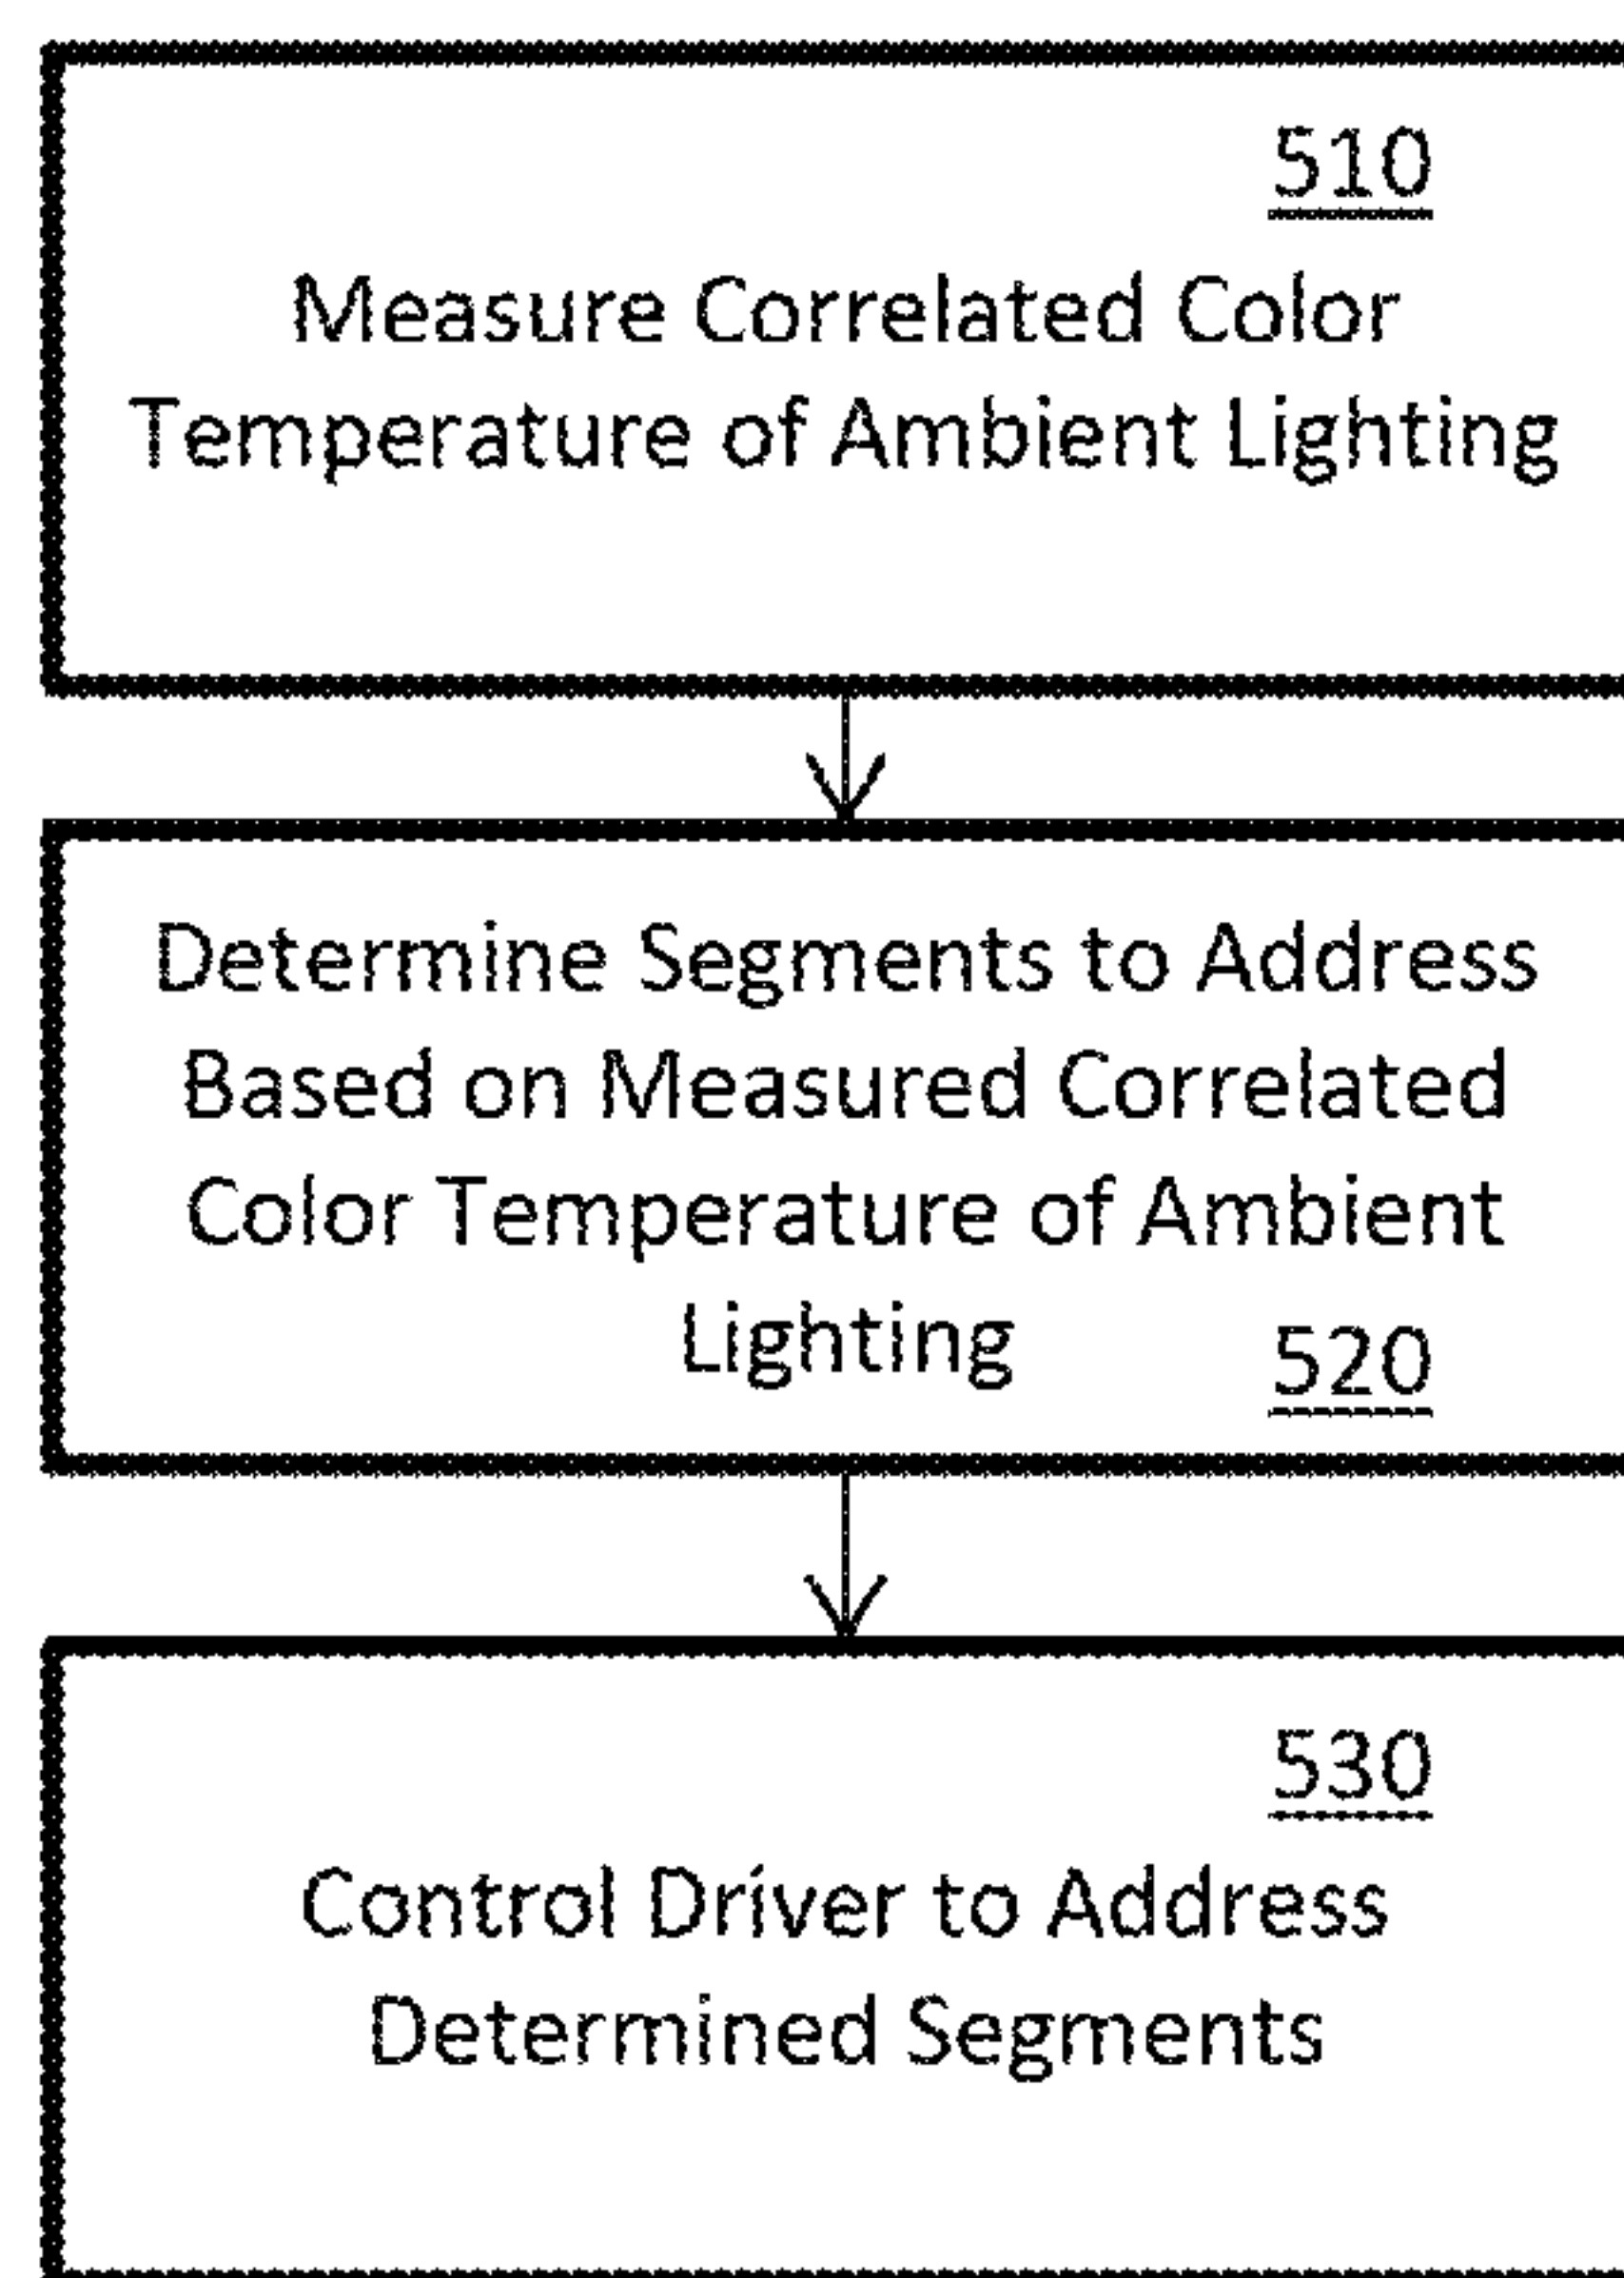 510
Measure Correlated Color
Temperature of Ambient Lighting
Determine Segments to Address
Based on Measured Correlated
Color Temperature of Ambient
Lighting
520
530
Control Driver to Address
Determined Segments